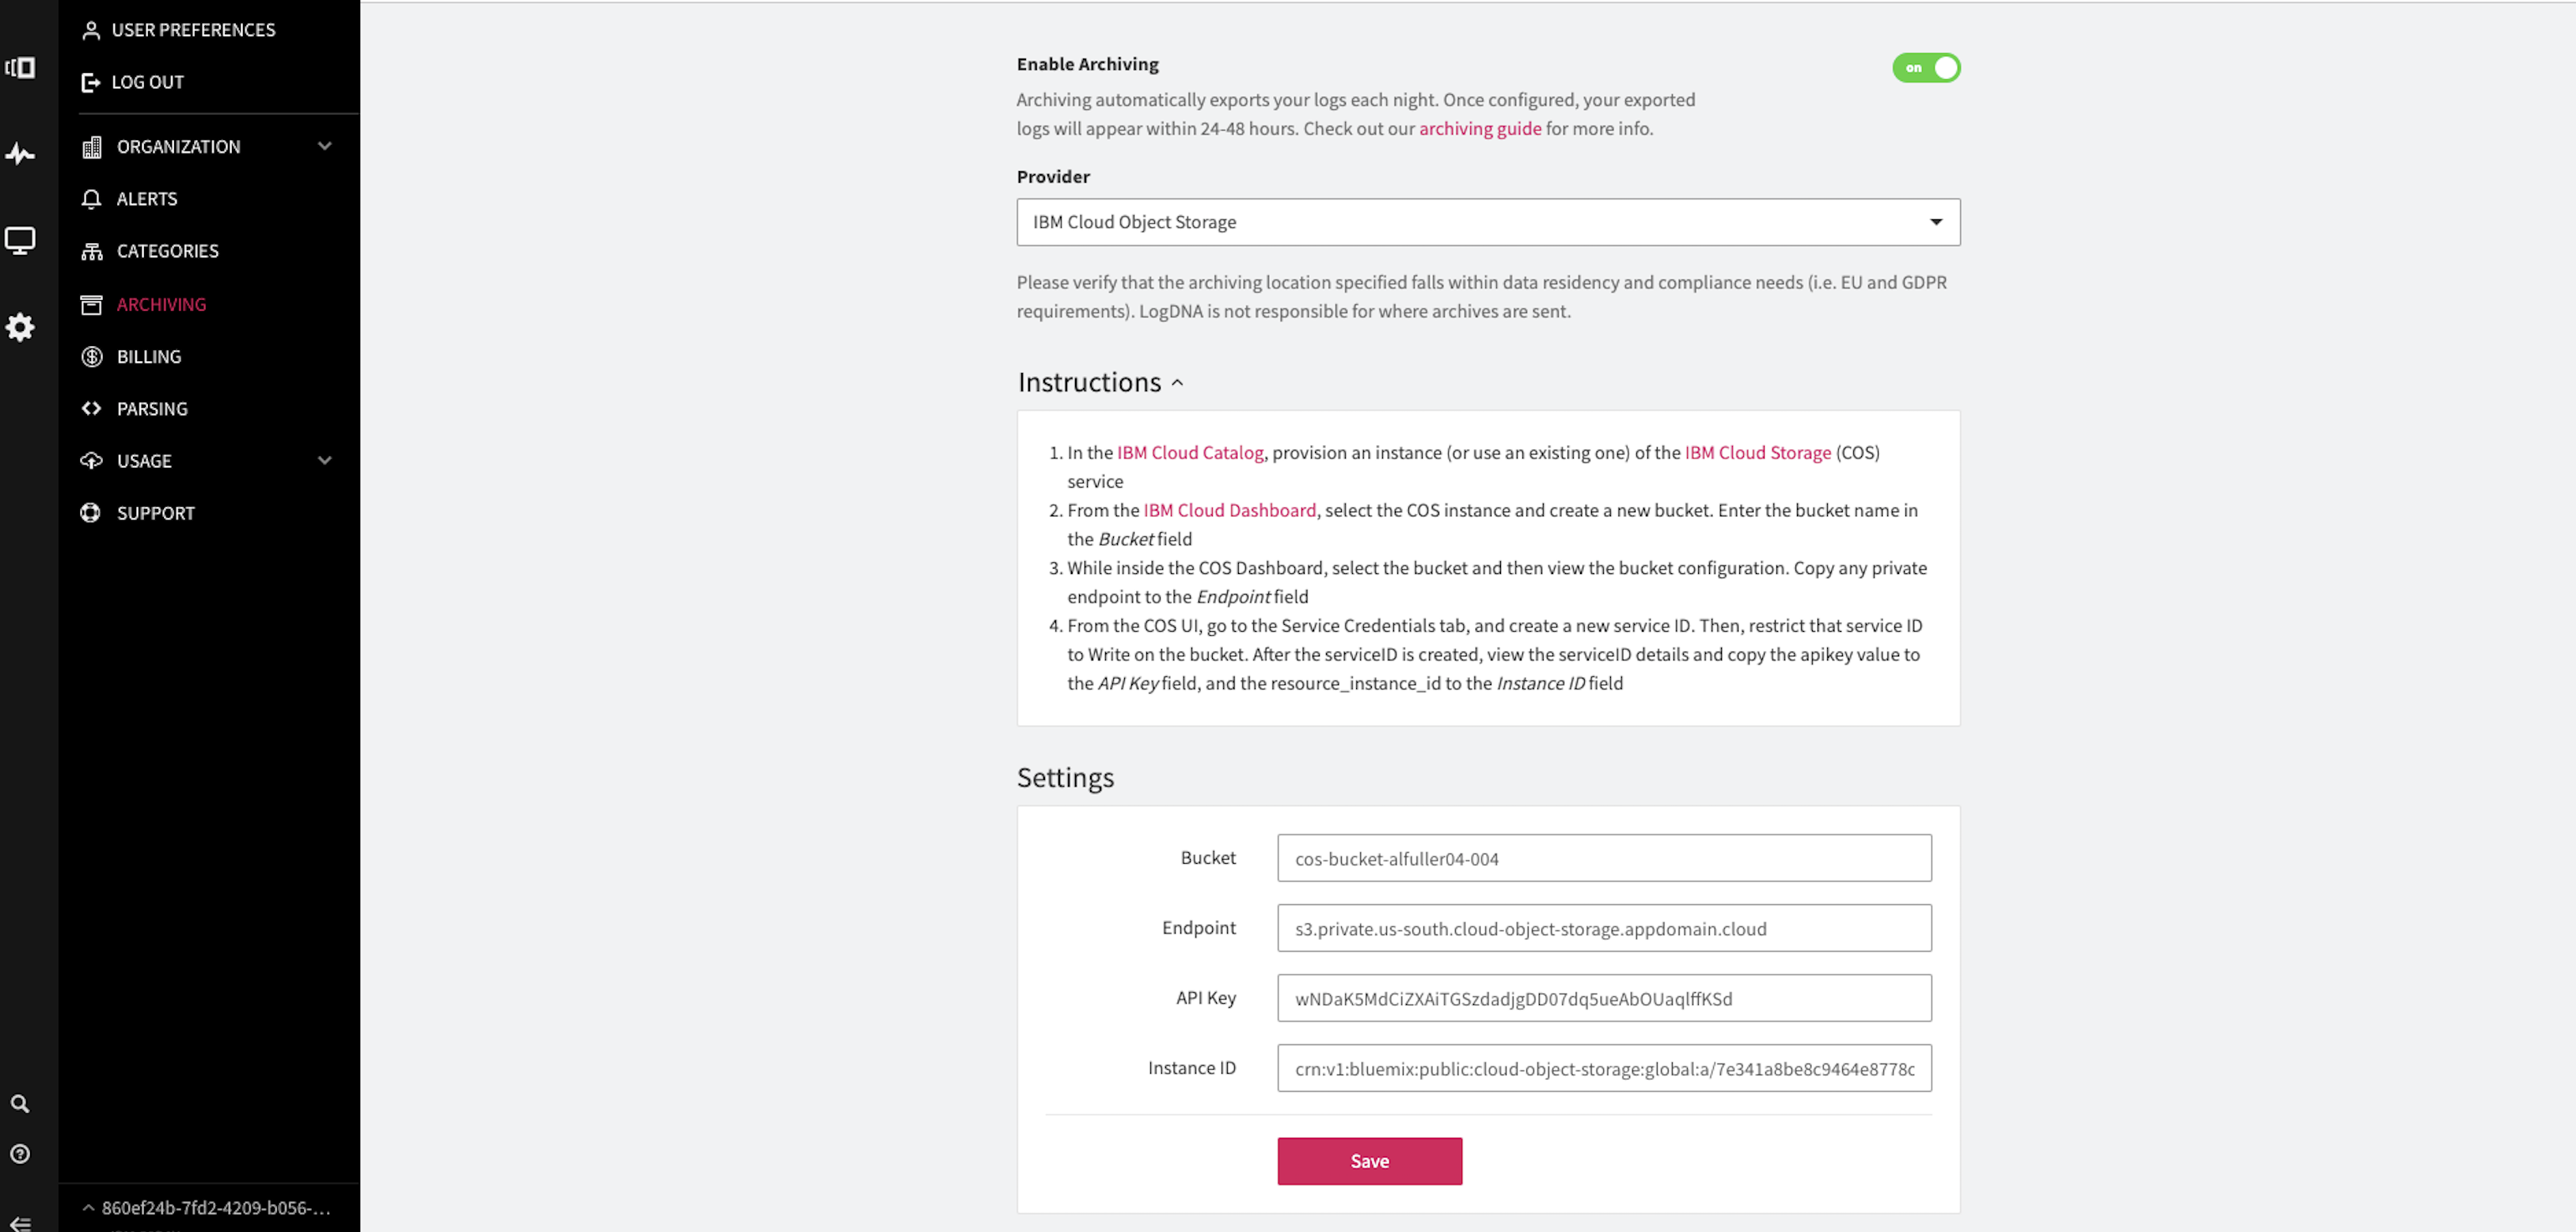 USER PREFERENCES
LOG OUT
ORGANIZATION
ALERTS
CATEGORIES
ARCHIVING
BILLING
PARSING
USAGE
SUPPORT
860ef24b-7fd2-4209-b056-...
Enable Archiving
on
Archiving automatically exports your logs each night. Once configured, your exported
logs will appear within 24-48 hours. Check out our archiving guide for more info.
Provider
IBM Cloud Object Storage
Please verify that the archiving location specified falls within data residency and compliance needs (i.e. EU and GDPR
requirements). LogDNA is not responsible for where archives are sent.
Instructions
1. In the IBM Cloud Catalog, provision an instance (or use an existing one) of the IBM Cloud Storage (COS)
service
2. From the IBM Cloud Dashboard, select the COS instance and create a new bucket. Enter the bucket name in
the Bucket field
3. While inside the COS Dashboard, select the bucket and then view the bucket configuration. Copy any private
endpoint to the Endpoint field
4. From the COS UI, go to the Service Credentials tab, and create a new service ID. Then, restrict that service ID
to Write on the bucket. After the serviceID is created, view the serviceID details and copy the apikey value to
the API Key field, and the resource_instance_id to the Instance ID field
Settings
Bucket
cos-bucket-alfuller04-004
Endpoint
s3.private.us-south.cloud-object-storage.appdomain.cloud
API Key
wNDaK5MdCiZXAiTGSzdadjgDD07dq5ueAbOUaqlffKSd
Instance ID
crn:v1:bluemix:public:cloud-object-storage:global:a/7e341a8be8c9464e8778c
Save